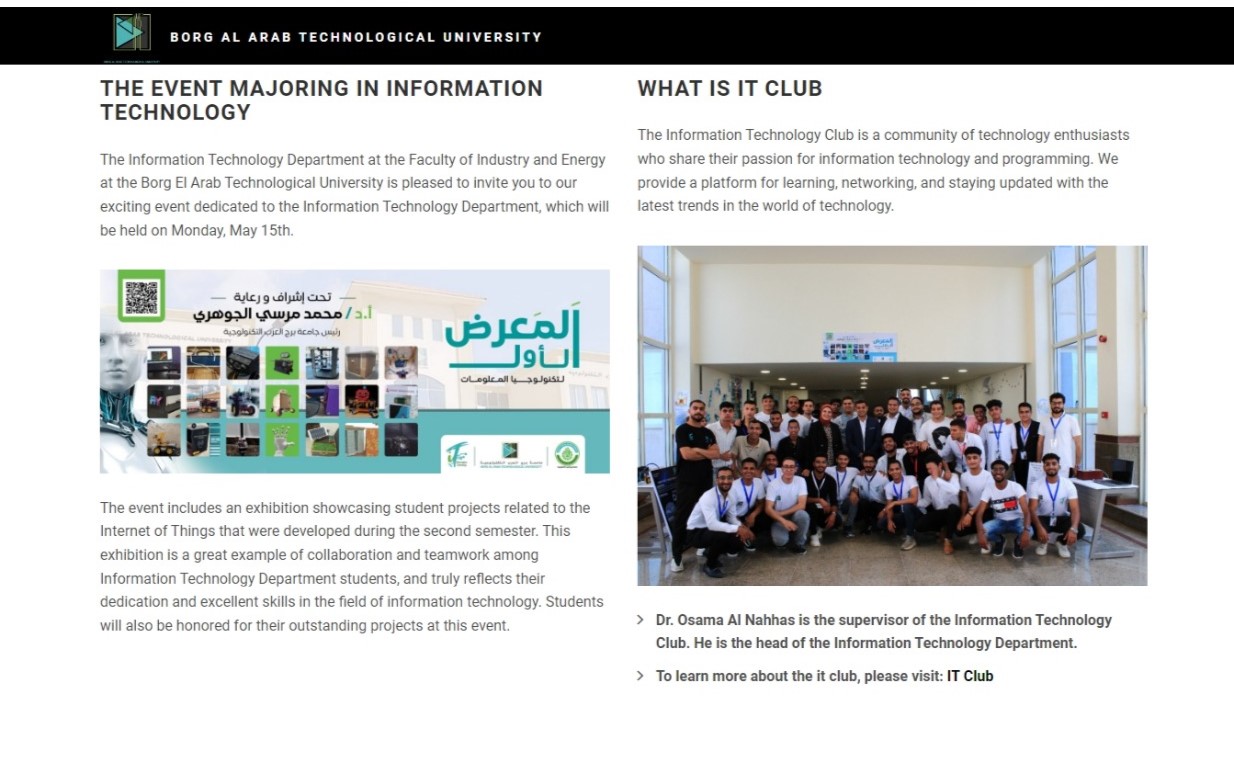 BORG AL ARAB TECHNOLOGICAL UNIVERSITY
THE EVENT MAJORING IN INFORMATION
TECHNOLOGY
The Information Technology Department at the Faculty of Industry and Energy
at the Borg El Arab Technological University is pleased to invite you to our
exciting event dedicated to the Information Technology Department, which will
be held on Monday, May 15th.
تحت إشراف و رعاية
أ.د/ محمد مرسي الجوهري
رئيس جامعة برج العرب التكنولوجية
المَعرض
الأول
لتكنولوجيا المعلومات
The event includes an exhibition showcasing student projects related to the
Internet of Things that were developed during the second semester. This
exhibition is a great example of collaboration and teamwork among
Information Technology Department students, and truly reflects their
dedication and excellent skills in the field of information technology. Students
will also be honored for their outstanding projects at this event.
WHAT IS IT CLUB
The Information Technology Club is a community of technology enthusiasts
who share their passion for information technology and programming. We
provide a platform for learning, networking, and staying updated with the
latest trends in the world of technology.
المعرض
الأول
Dr. Osama Al Nahhas is the supervisor of the Information Technology
Club. He is the head of the Information Technology Department.
To learn more about the it club, please visit: IT Club